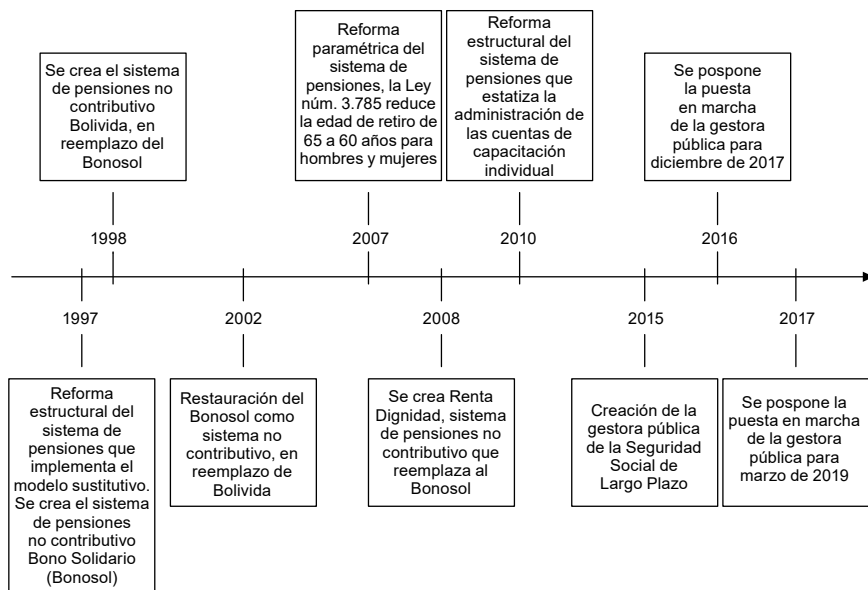 Se crea el sistema
de pensiones no
contributivo
Bolivida, en
reemplazo del
Bonosol
Reforma
paramétrica del
sistema de
pensiones, la Ley
núm. 3.785 reduce
la edad de retiro de
65 a 60 años para
hombres y mujeres
Reforma
estructural del
sistema de
pensiones que
estatiza la
administración de
las cuentas de
capacitación
individual
Se pospone
la puesta
en marcha
de la gestora
pública para
diciembre de 2017
1998
2007
2010
2016
1997
2002
2008
2015
2017
Reforma
estructural del
sistema de
pensiones que
implementa el
modelo sustitutivo.
Se crea el sistema
de pensiones
no contributivo
Bono Solidario
(Bonosol)
Restauración del
Bonosol como
sistema no
contributivo, en
reemplazo de
Bolivida
Se crea Renta
Dignidad, sistema
de pensiones no
contributivo que
reemplaza al
Bonosol
Creación de la
gestora pública
de la Seguridad
Social de
Largo Plazo
Se pospone la
puesta en marcha
de la gestora
pública para
marzo de 2019